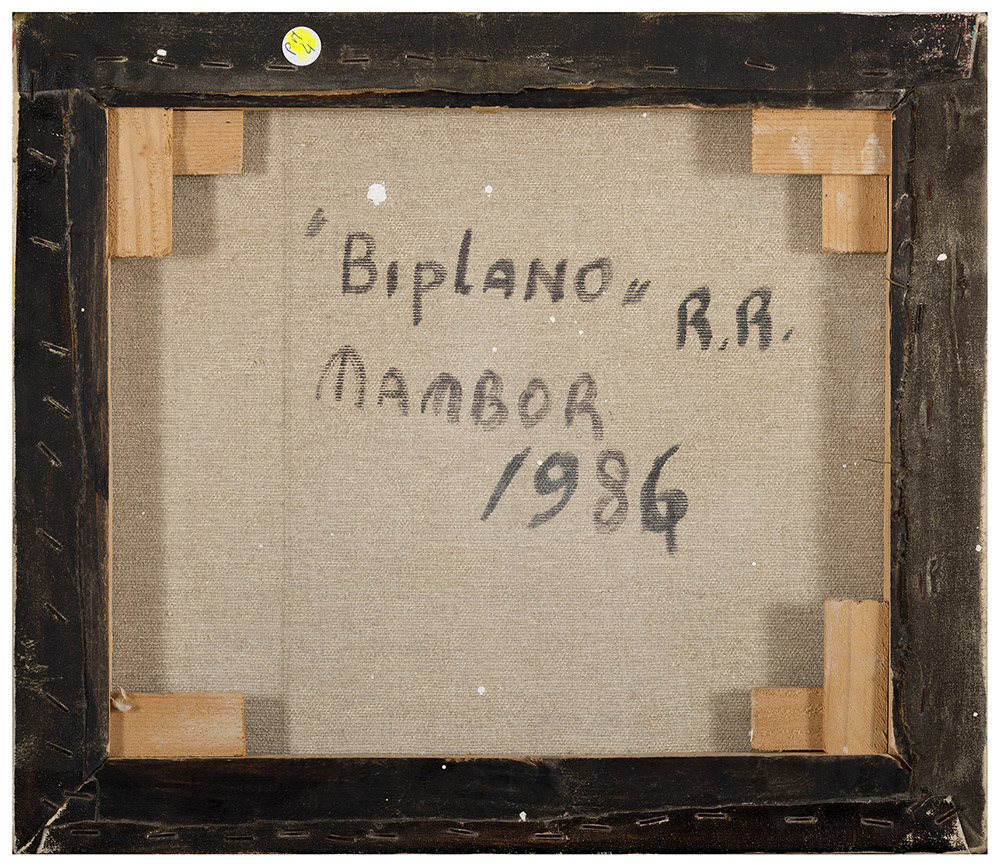 "Biplano" R.R.
MAMBOR
1986